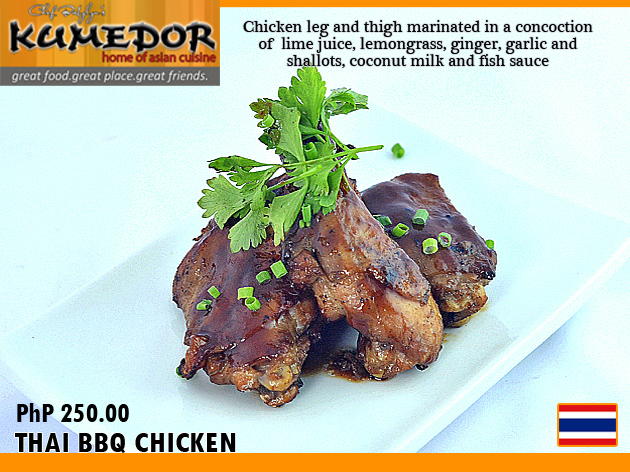 KUMEDOR
home of asian cuisine
great food.great place.great friends.
Chicken leg and thigh marinated in a concoction
of lime juice, lemongrass, ginger, garlic and
shallots, coconut milk and fish sauce
PhP 250.00
THAI BBQ CHICKEN